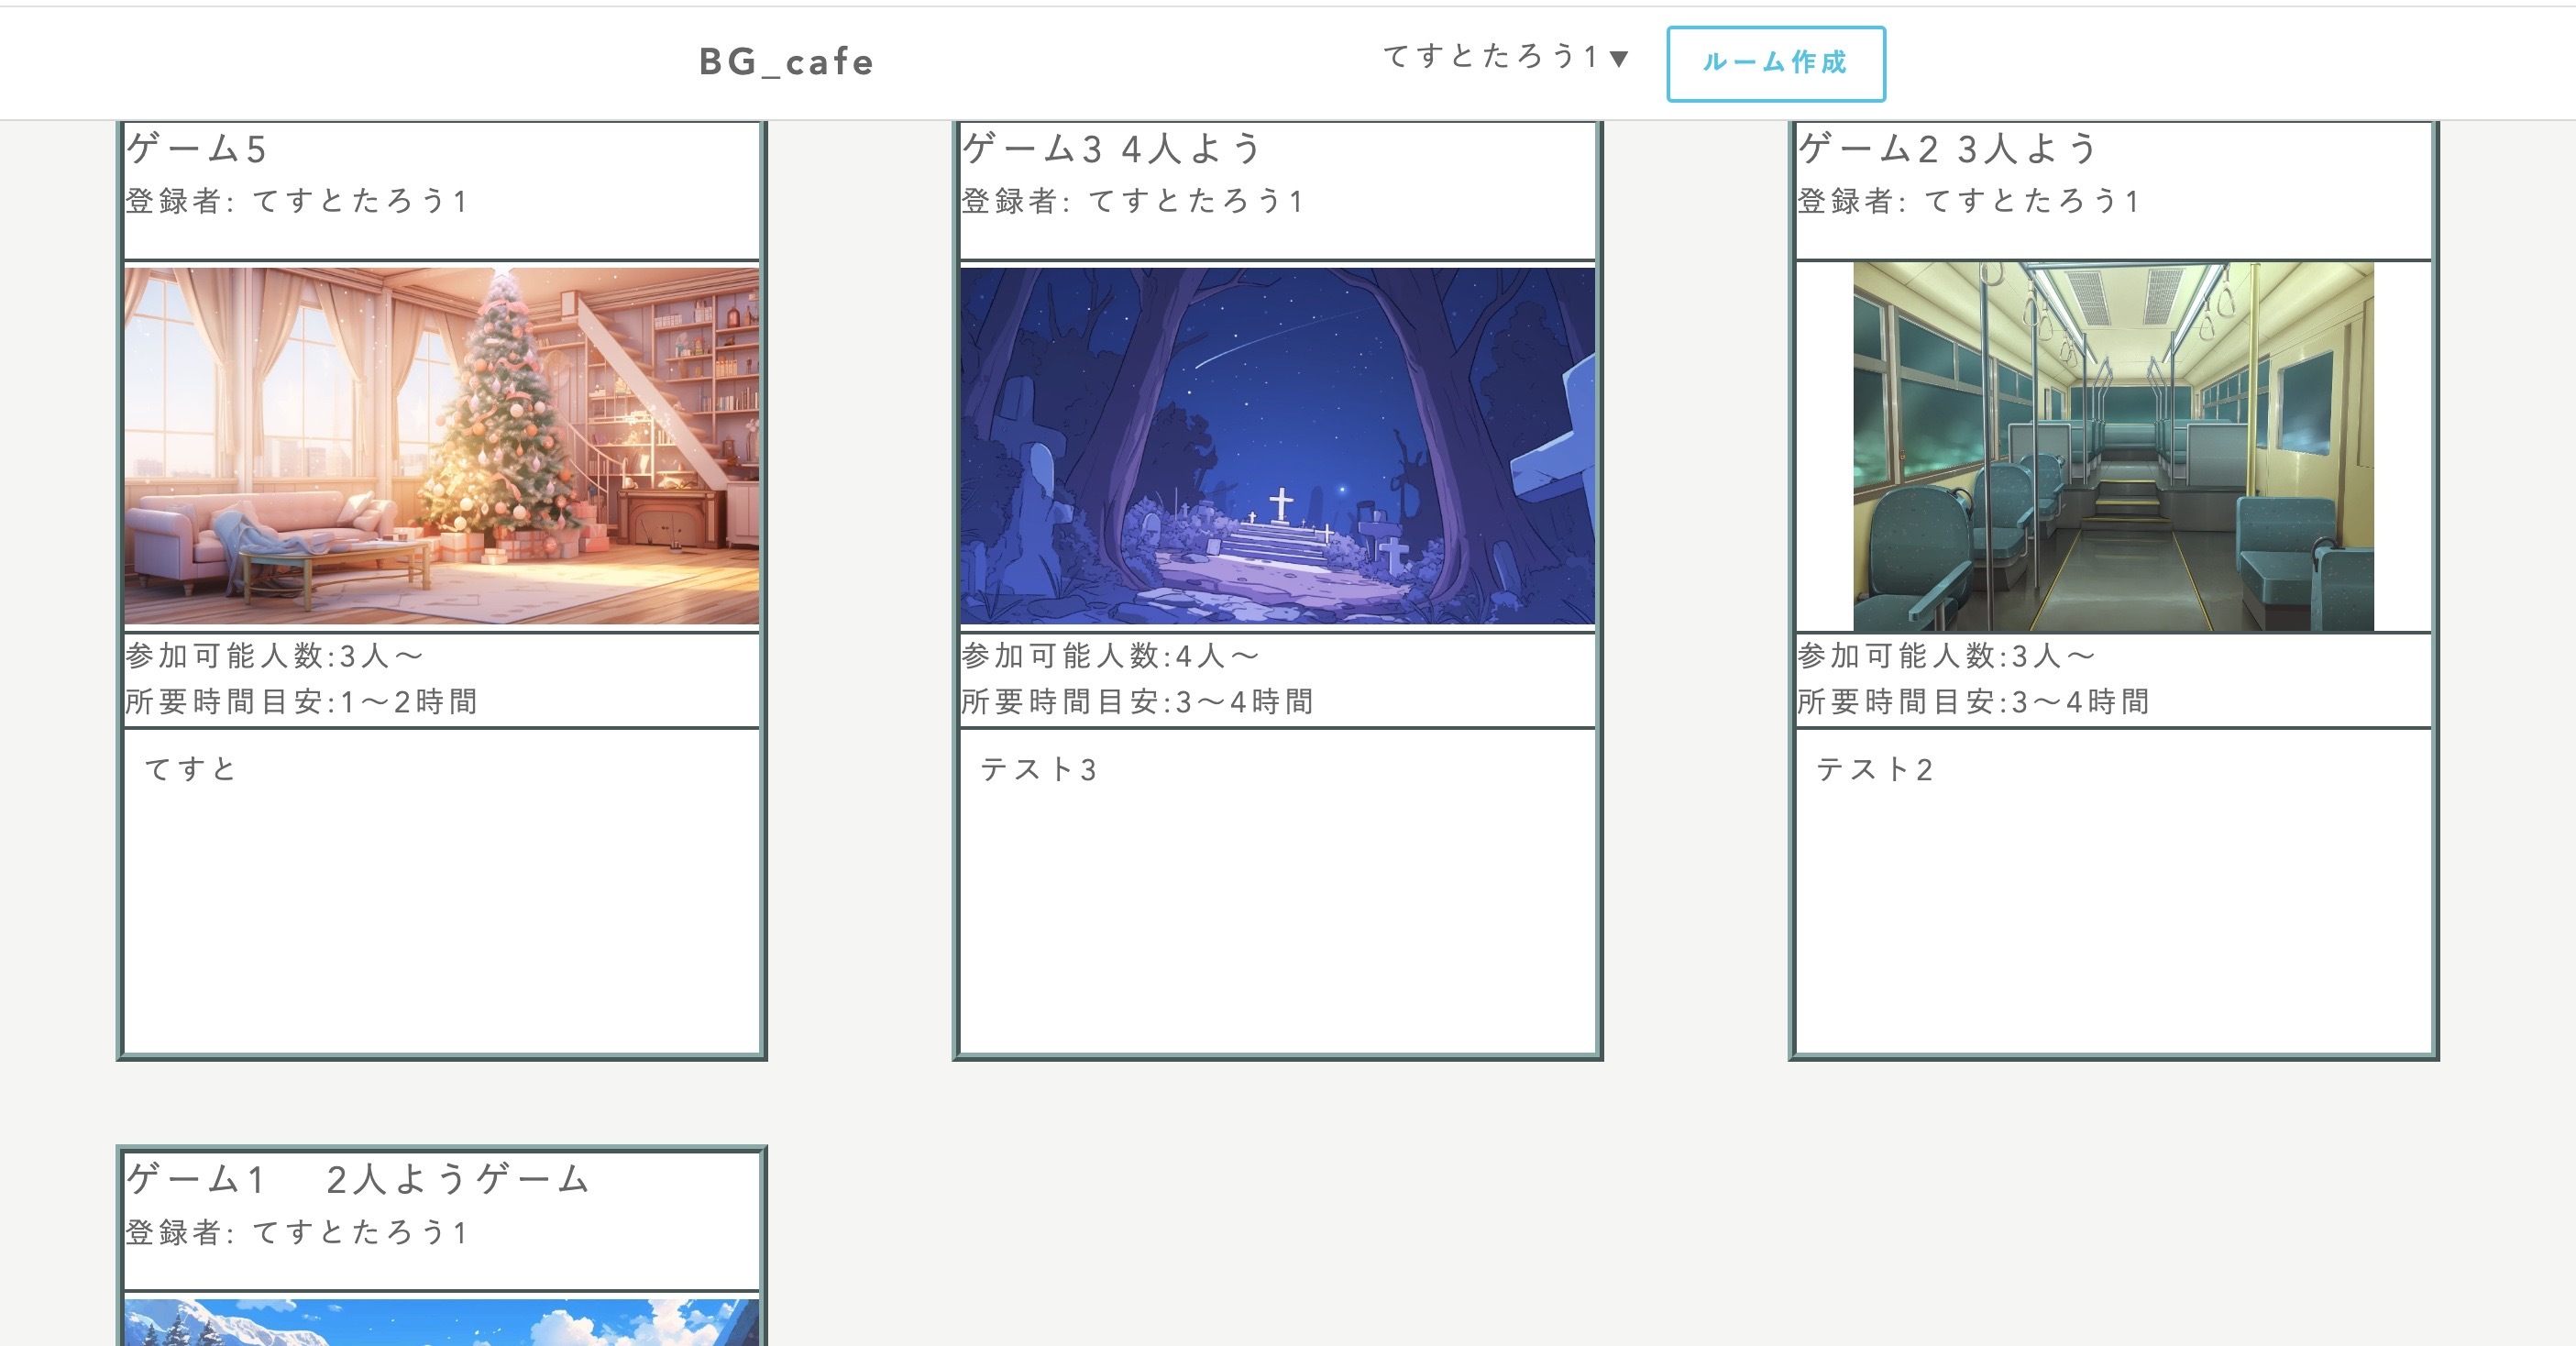 BG_cafe
てすとたろう1▼
ルーム作成
ゲーム5
登録者: てすとたろう1
参加可能人数:3人〜
所要時間目安:1〜2時間
てすと
ゲーム3 4人よう
登録者: てすとたろう1
参加可能人数:4人〜
所要時間目安:3〜4時間
テスト3
ゲーム2 3人よう
登録者: てすとたろう1
参加可能人数:3人〜
所要時間目安:3〜4時間
テスト2
ゲーム1　2人ようゲーム
登録者: てすとたろう1